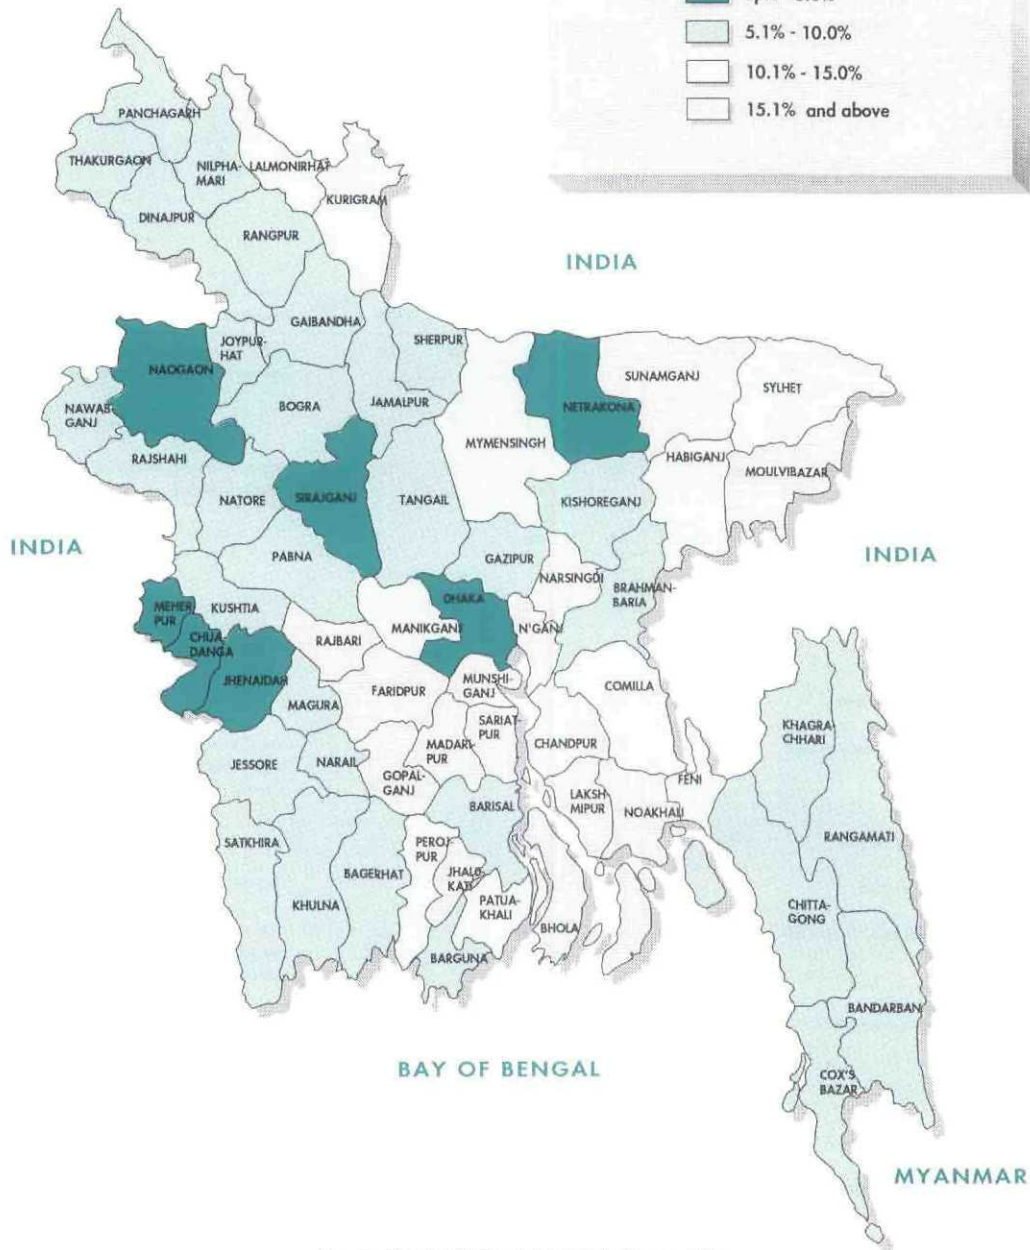 5.1% - 10.0%
10.1% - 15.0%
15.1% and above
PANCHAGARH
THAKURGAON
NILPHA-
MARI
LALMONIRHAT
KURIGRAM
DINAJPUR
RANGPUR
INDIA
GAIBANDHA
JOYPUR-
HAT
SHERPUR
NAOGAON
SUNAMGANJ
SYLHET
NAWAB
GANJ
BOGRA
JAMALPUR
NETRAKONA
MYMENSINGH
RAJSHAHI
HABIGANJ
MOULVIBAZAR
NATORE
SIRAJGANJ
TANGAIL
KISHOREGANJ
INDIA
PABNA
GAZIPUR
INDIA
NARSINGDI
BRAHMAN-
BARIA
MEHER
PUR
KUSHTIA
DHAKA
MANIKGANJ
N'GANJ
CHUA-
DANGA
RAJBARI
JHENAIDAH
MAGURA
FARIDPUR
MUNSHI-
GANJ
COMILLA
SARIAT-
PUR
KHAGRA-
CHHARI
JESSORE
NARAIL
MADARI-
PUR
CHANDPUR
GOPAL-
GANJ
FENI
BARISAL
LAKSH
MIPUR
NOAKHALI
SATKHIRA
PEROJ-
PUR
RANGAMATI
BAGERHAT
JHALO-
KATI
KHULNA
PATUA-
KHALI
CHITTA-
GONG
BHOLA
BARGUNA
BANDARBAN
BAY OF BENGAL
COX'S
BAZAR
MYANMAR